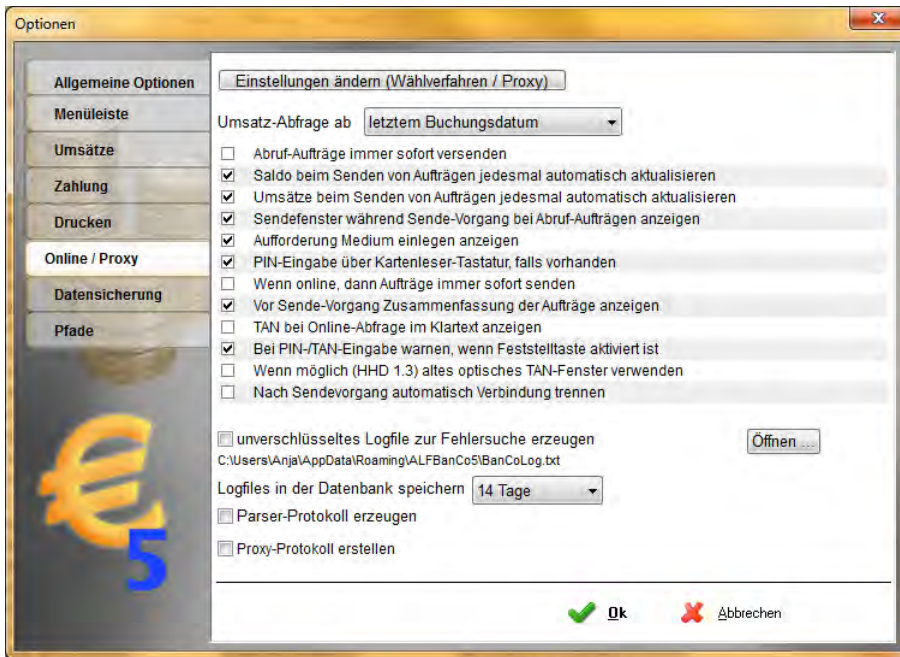 Optionen
Allgemeine Optionen
Menüleiste
Umsätze
Zahlung
Drucken
Online / Proxy
Datensicherung
Pfade
Einstellungen ändern (Wählverfahren / Proxy)
Umsatz-Abfrage ab letztem Buchungsdatum
Abruf-Aufträge immer sofort versenden
Saldo beim Senden von Aufträgen jedesmal automatisch aktualisieren
Umsätze beim Senden von Aufträgen jedesmal automatisch aktualisieren
Sendefenster während Sende-Vorgang bei Abruf-Aufträgen anzeigen
Aufforderung Medium einlegen anzeigen
PIN-Eingabe über Kartenleser-Tastatur, falls vorhanden
Wenn online, dann Aufträge immer sofort senden
Vor Sende-Vorgang Zusammenfassung der Aufträge anzeigen
TAN bei Online-Abfrage im Klartext anzeigen
Bei PIN-/TAN-Eingabe warnen, wenn Feststelltaste aktiviert ist
Wenn möglich (HHD 1.3) altes optisches TAN-Fenster verwenden
Nach Sendevorgang automatisch Verbindung trennen
unverschlüsseltes Logfile zur Fehlersuche erzeugen Öffnen ...
C:\Users\Anja\AppData\Roaming\ALFBanCo5\BanCoLog.txt
Logfiles in der Datenbank speichern 14 Tage
Parser-Protokoll erzeugen
Proxy-Protokoll erstellen
€5
Ok Abbrechen